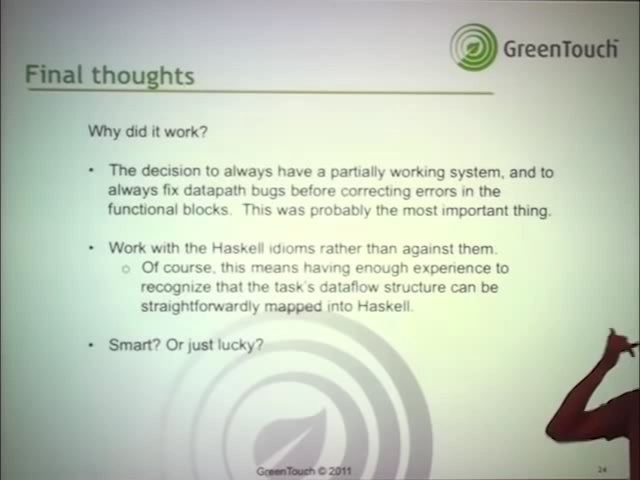 GreenTouch™
Final thoughts
Why did it work?
• The decision to always have a partially working system, and to
always fix datapath bugs before correcting errors in the
functional blocks. This was probably the most important thing.
• Work with the Haskell idioms rather than against them.
o Of course, this means having enough experience to
recognize that the task's dataflow structure can be
straightforwardly mapped into Haskell.
• Smart? Or just lucky?
GreenTouch © 2011
24